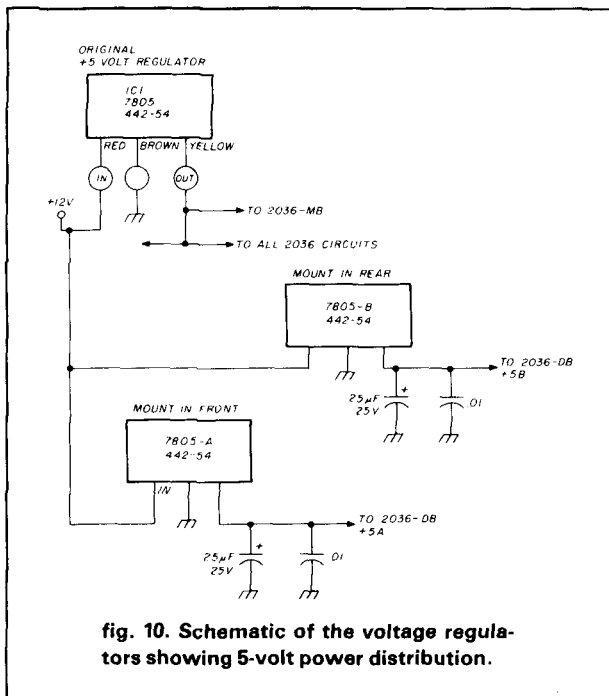 ORIGINAL
+5 VOLT REGULATOR
IC1
7805
442-54
RED
BROWN
YELLOW
IN
OUT
+12V
TO 2036-MB
TO ALL 2036 CIRCUITS
MOUNT IN REAR
7805-B
442-54
TO 2036-DB
+5B
25µF
25V
+
.01
MOUNT IN FRONT
7805-A
442-54
IN
TO 2036-DB
+5A
25µF
25V
+
.01
fig. 10. Schematic of the voltage regula-
tors showing 5-volt power distribution.